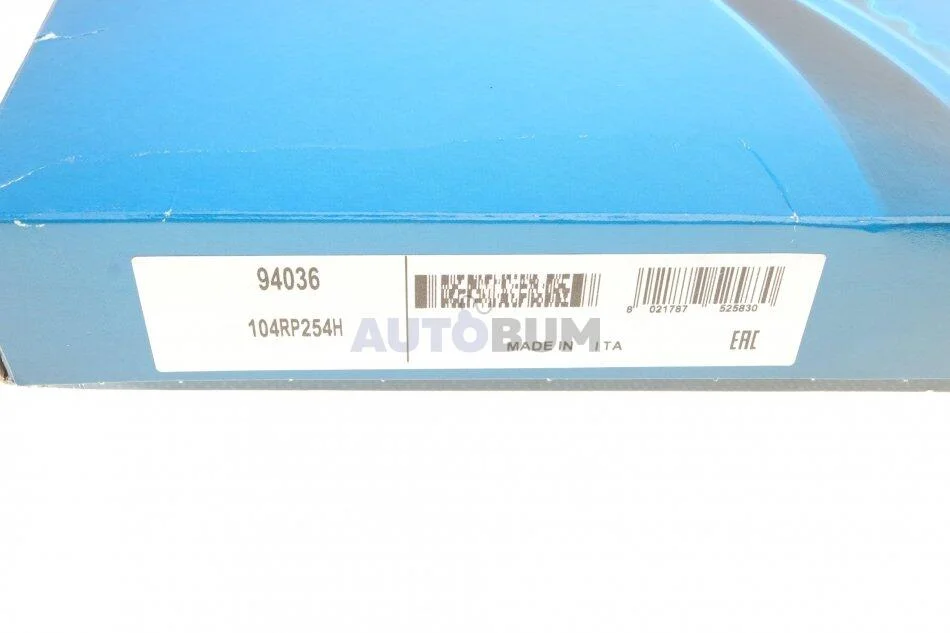 94036
104RP254H
8 021787 525830
MADE IN ITA
EAC
AUTOBUM